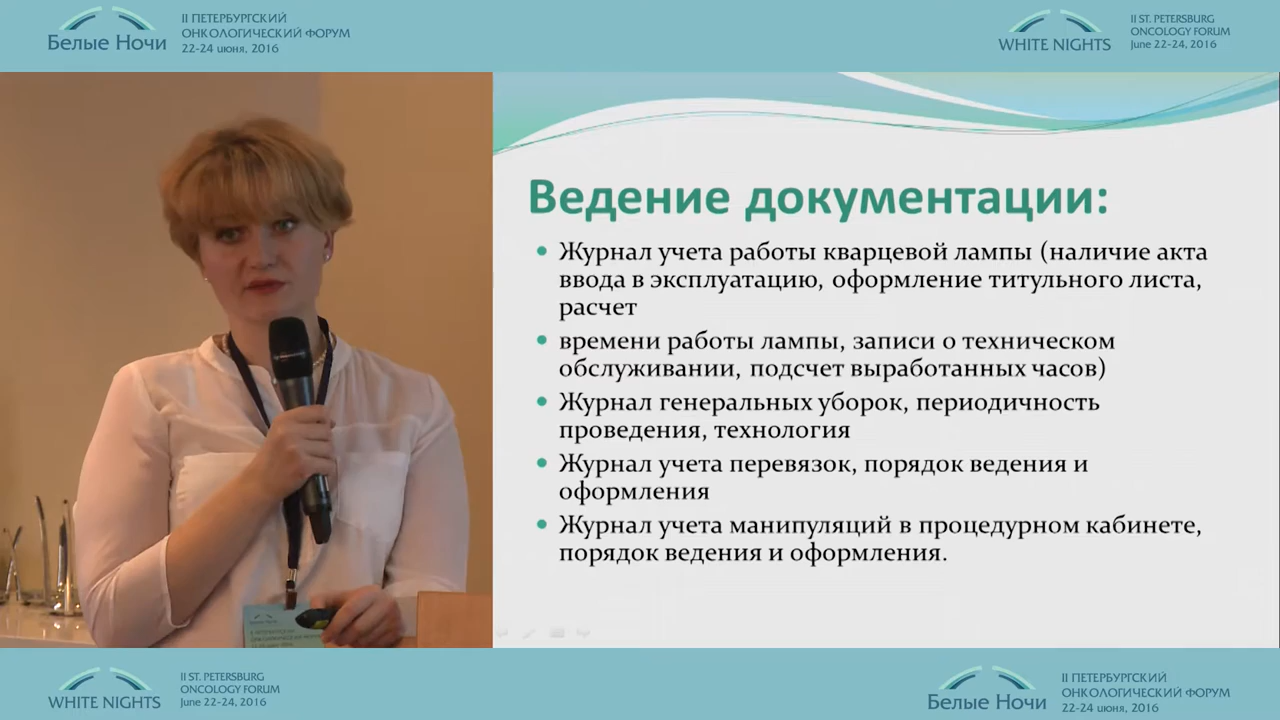 Белые Ночи
II ПЕТЕРБУРГСКИЙ
ОНКОЛОГИЧЕСКИЙ ФОРУМ
22-24 июня, 2016
WHITE NIGHTS
II ST. PETERSBURG
ONCOLOGY FORUM
June 22-24, 2016
Ведение документации:
• Журнал учета работы кварцевой лампы (наличие акта
ввода в эксплуатацию, оформление титульного листа,
расчет
• времени работы лампы, записи о техническом
обслуживании, подсчет выработанных часов)
• Журнал генеральных уборок, периодичность
проведения, технология
• Журнал учета перевязок, порядок ведения и
оформления
• Журнал учета манипуляций в процедурном кабинете,
порядок ведения и оформления.
WHITE NIGHTS
II ST. PETERSBURG
ONCOLOGY FORUM
June 22-24, 2016
Белые Ночи
II ПЕТЕРБУРГСКИЙ
ОНКОЛОГИЧЕСКИЙ ФОРУМ
22-24 июня, 2016